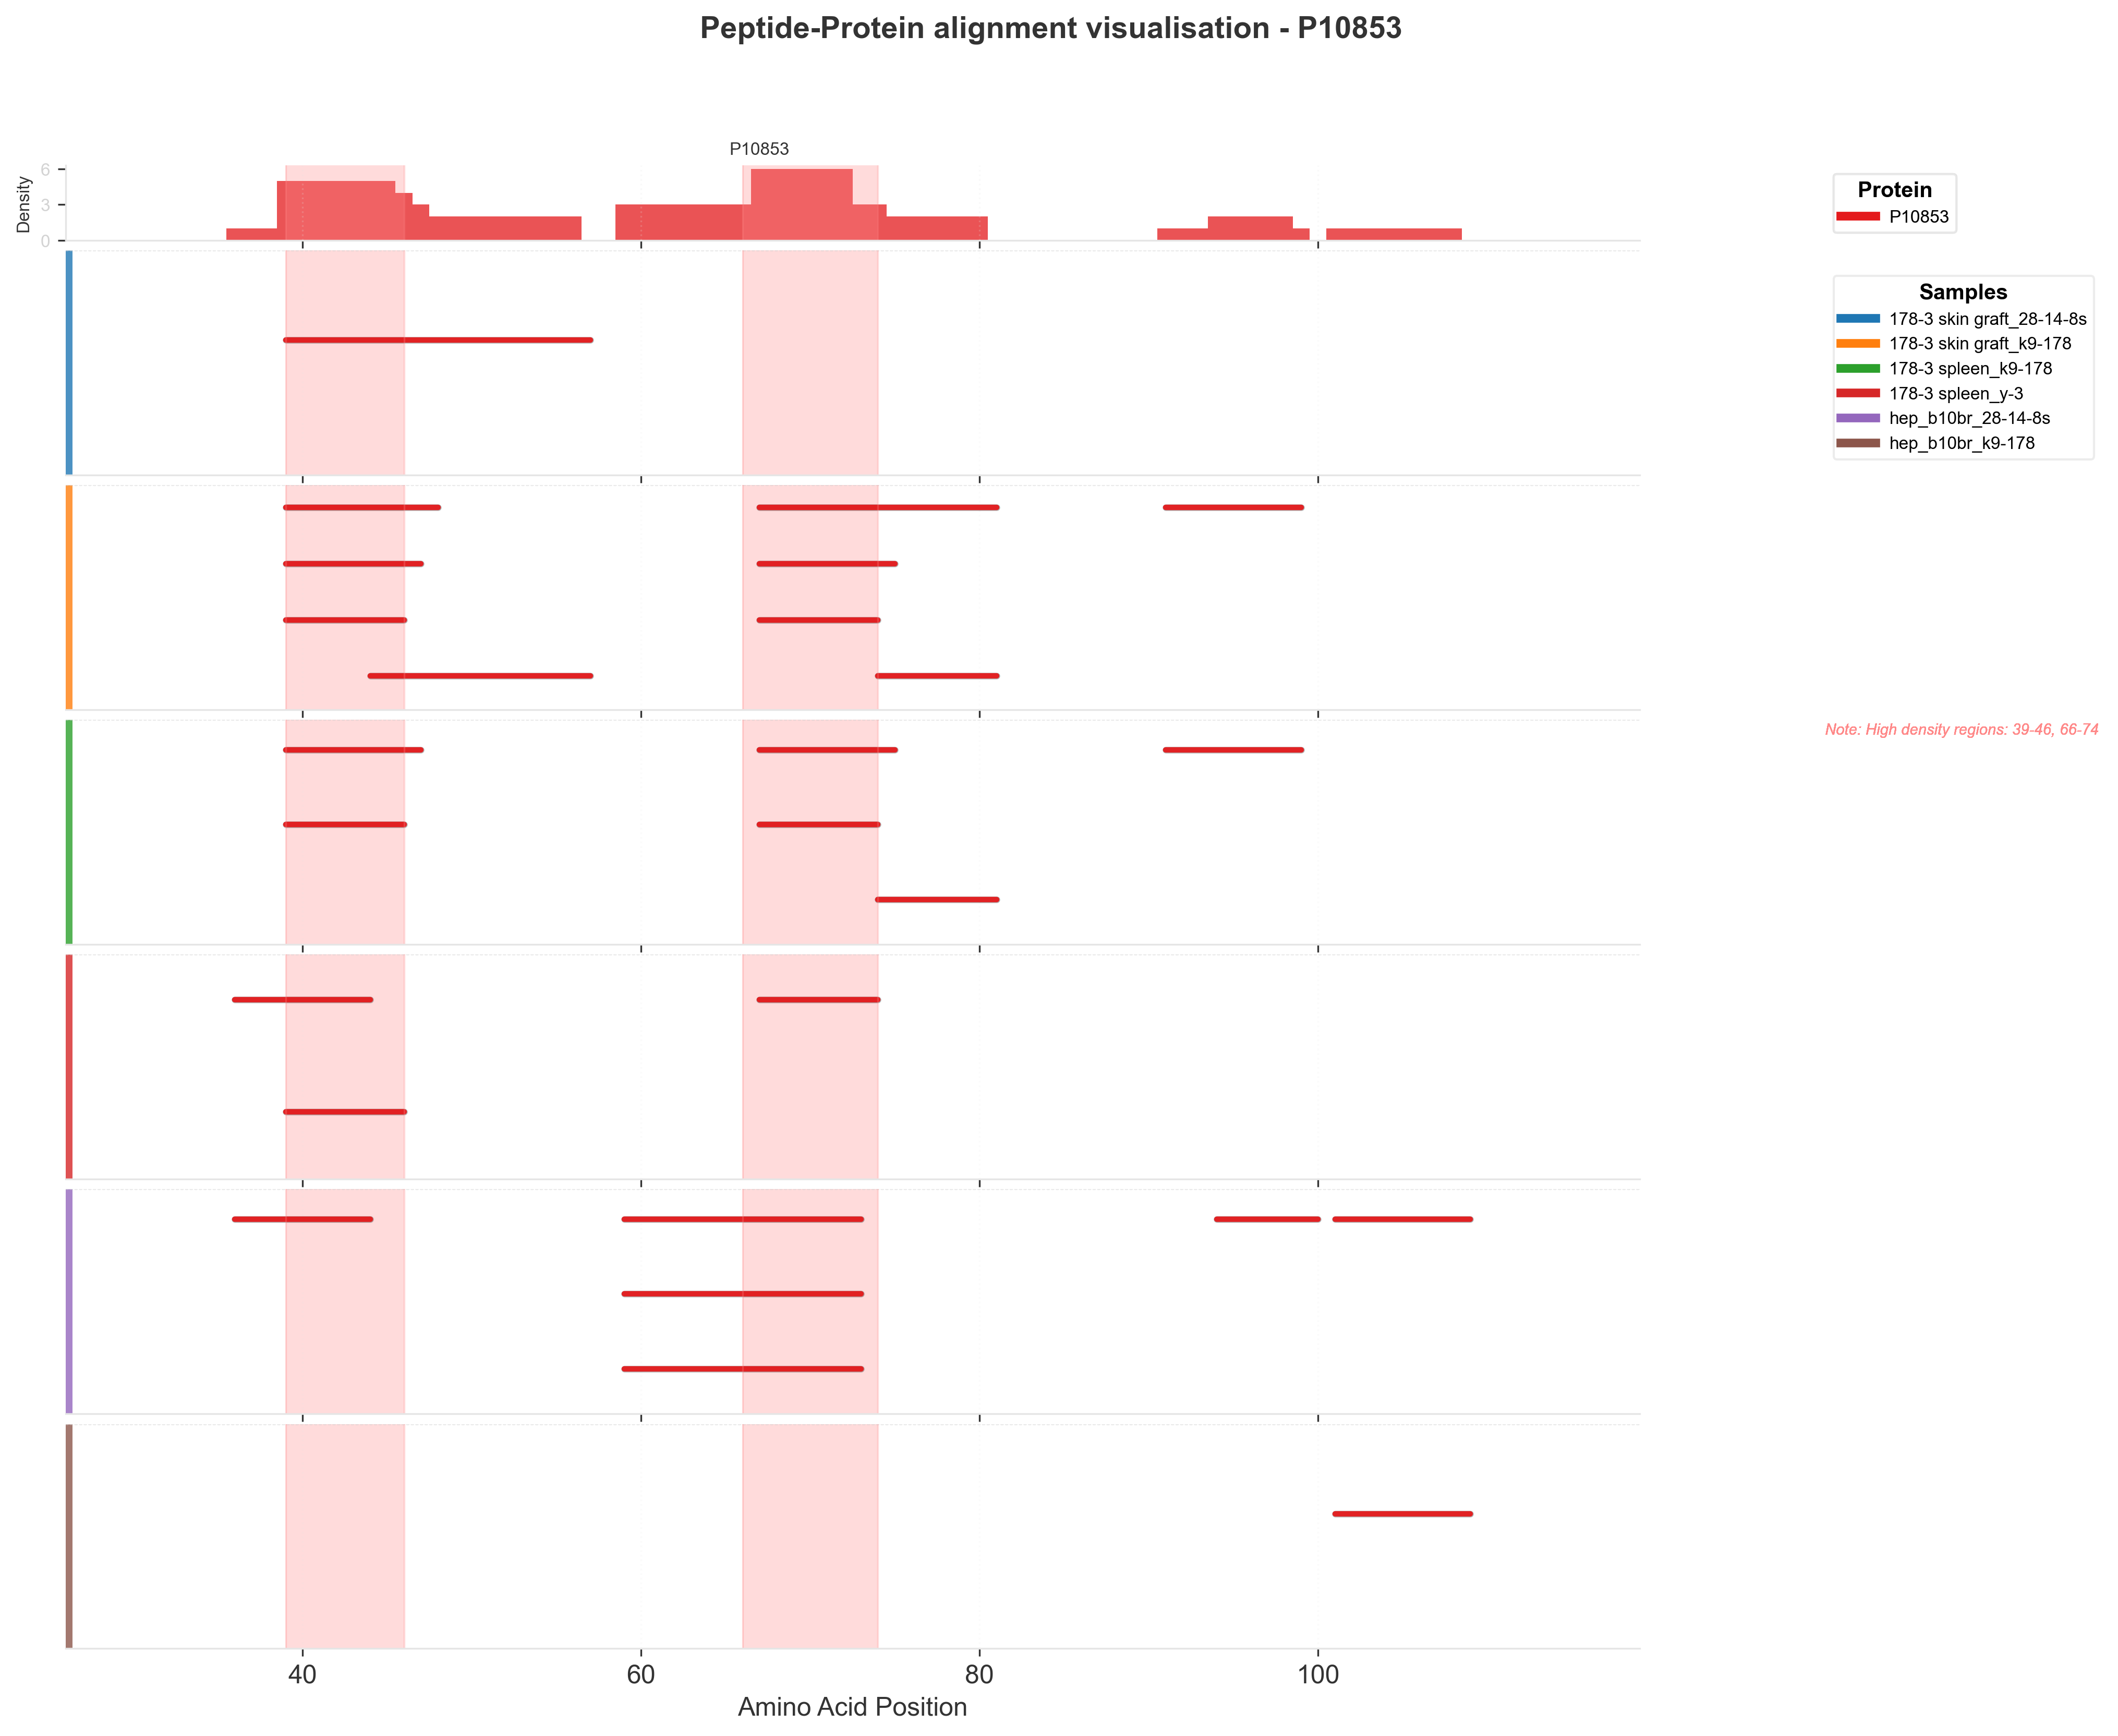 Peptide-Protein alignment visualisation - P10853
P10853
Density
6
3
0
Protein
P10853
Samples
178-3 skin graft_28-14-8s
178-3 skin graft_k9-178
178-3 spleen_k9-178
178-3 spleen_y-3
hep_b10br_28-14-8s
hep_b10br_k9-178
Note: High density regions: 39-46, 66-74
40 60 80 100
Amino Acid Position